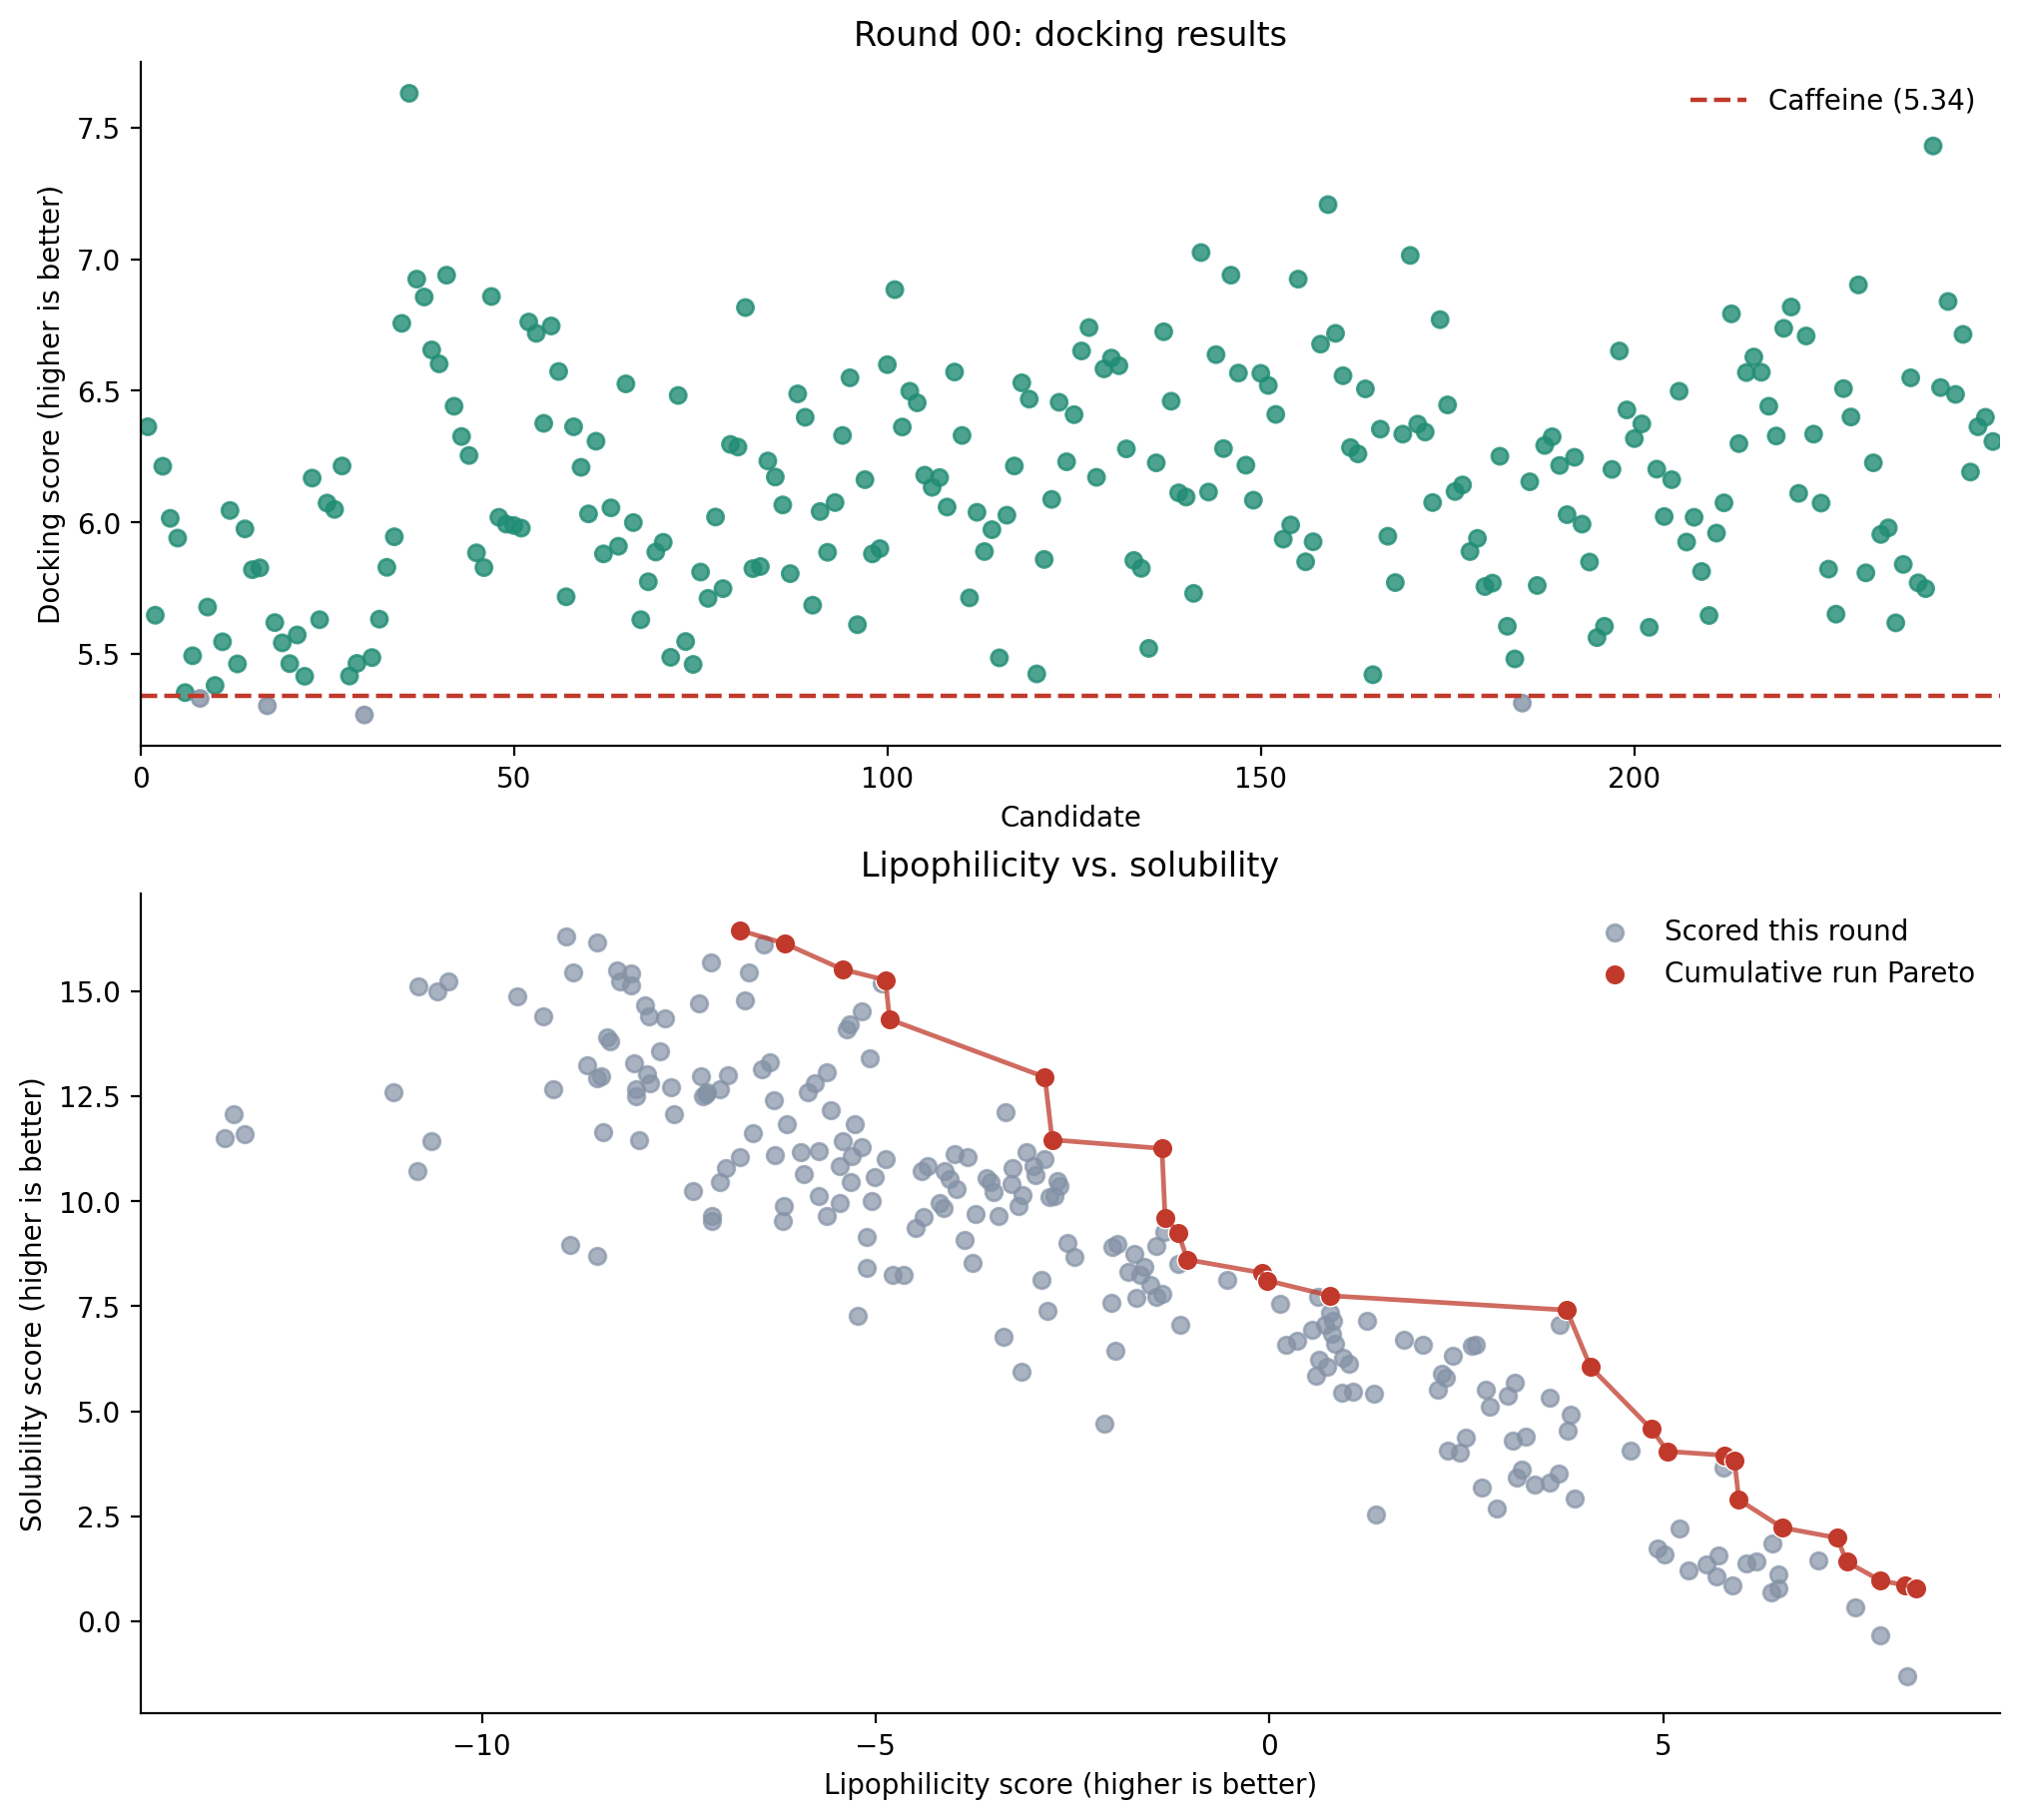 Round 00: docking results
Caffeine (5.34)
Docking score (higher is better)
7.5
7.0
6.5
6.0
5.5
0
50
100
150
200
Candidate
Lipophilicity vs. solubility
Scored this round
Cumulative run Pareto
Solubility score (higher is better)
15.0
12.5
10.0
7.5
5.0
2.5
0.0
−10
−5
0
5
Lipophilicity score (higher is better)